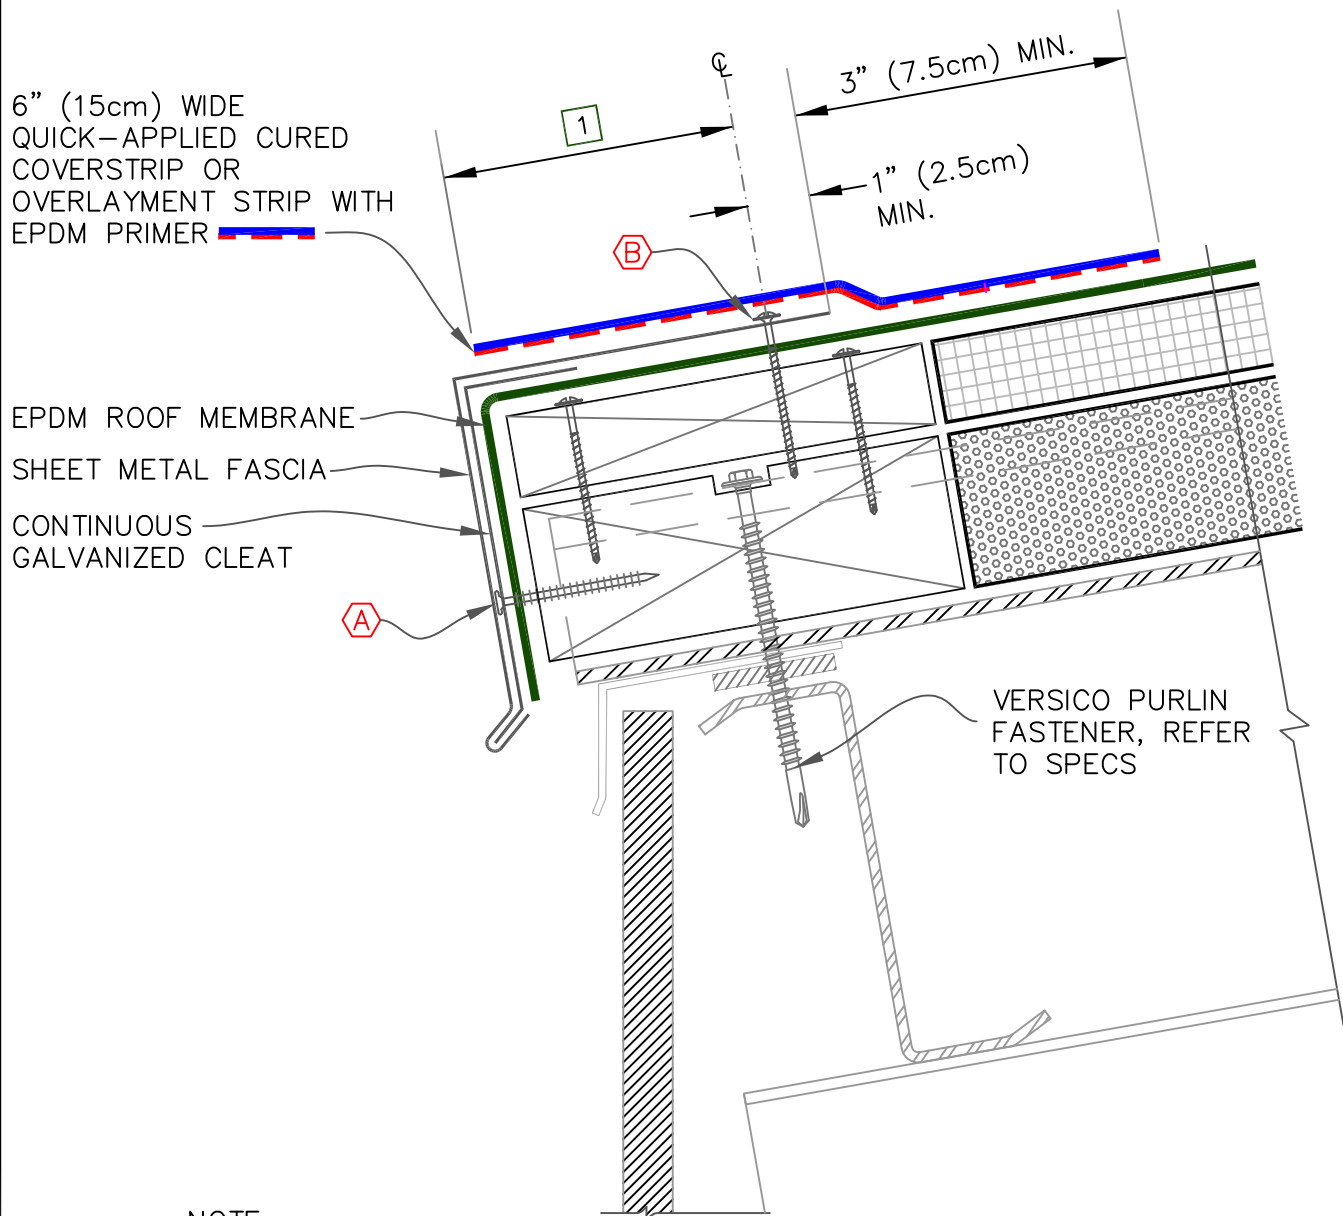 ℄
3” (7.5cm) MIN.
1
1” (2.5cm)
MIN.
6” (15cm) WIDE
QUICK–APPLIED CURED
COVERSTRIP OR
OVERLAYMENT STRIP WITH
EPDM PRIMER
B
EPDM ROOF MEMBRANE
SHEET METAL FASCIA
CONTINUOUS
GALVANIZED CLEAT
A
VERSICO PURLIN
FASTENER, REFER
TO SPECS
NOTE